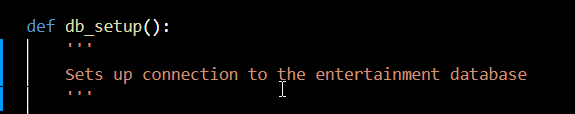 def db_setup():
'''
Sets up connection to the entertainment database
'''